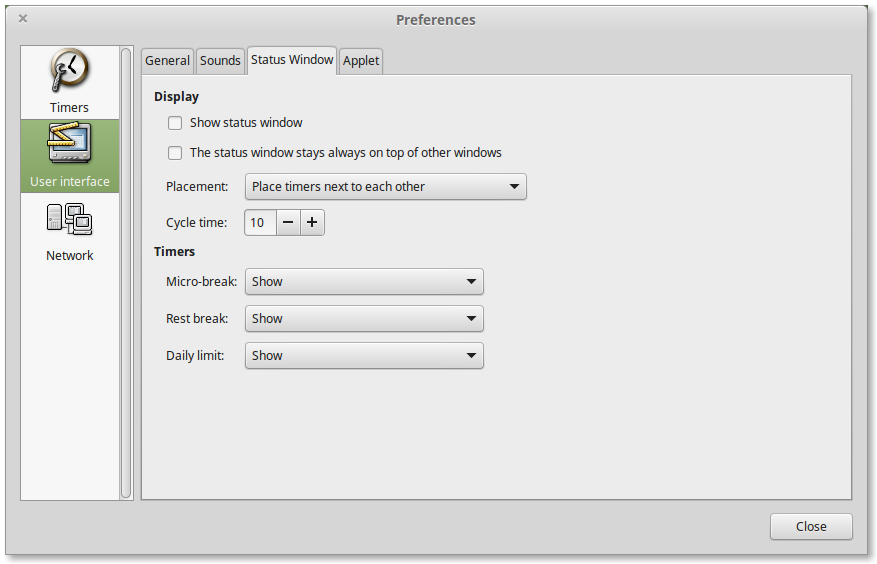 Preferences
Timers
User interface
Network
General Sounds Status Window Applet
Display
Show status window
The status window stays always on top of other windows
Placement: Place timers next to each other
Cycle time: 10 − +
Timers
Micro-break: Show
Rest break: Show
Daily limit: Show
Close